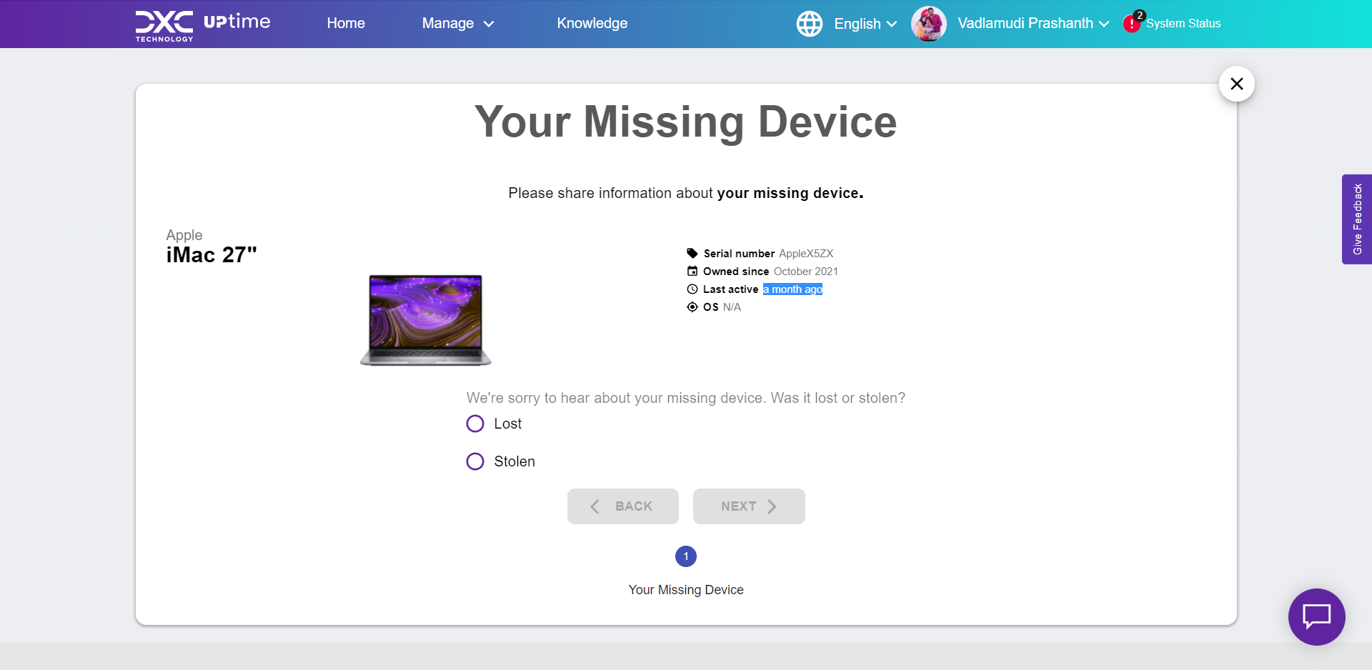 DXC TECHNOLOGY UPtime Home Manage Knowledge English Vadlamudi Prashanth ! 2 System Status
Your Missing Device
Please share information about your missing device.
Give Feedback
Apple
iMac 27"
Serial number AppleX5ZX
Owned since October 2021
Last active a month ago
OS N/A
We're sorry to hear about your missing device. Was it lost or stolen?
Lost
Stolen
BACK NEXT
1
Your Missing Device